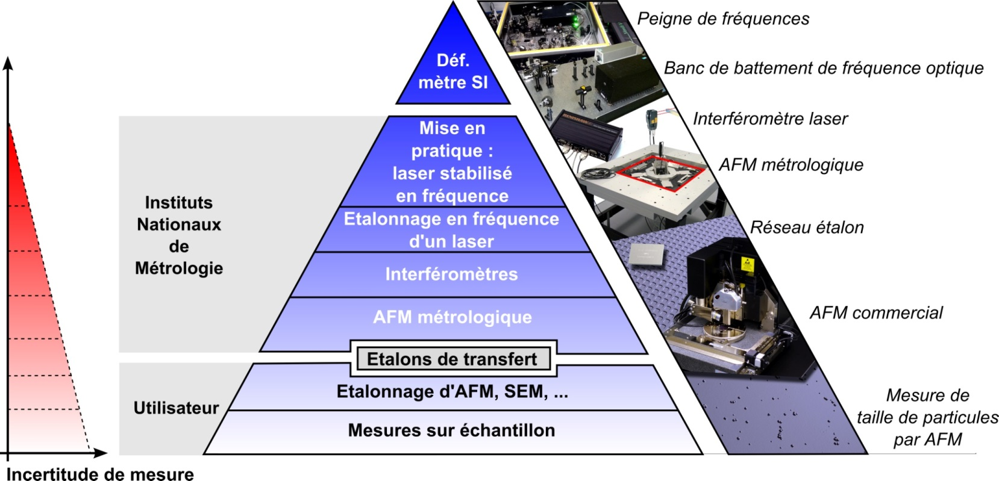 Déf.
mètre SI
Mise en
pratique :
laser stabilisé
en fréquence
Etalonnage en fréquence
d'un laser
Interféromètres
AFM métrologique
Etalons de transfert
Etalonnage d'AFM, SEM, ...
Mesures sur échantillon
Instituts
Nationaux
de
Métrologie
Utilisateur
Incertitude de mesure
Peigne de fréquences
Banc de battement de fréquence optique
Interféromètre laser
AFM métrologique
Réseau étalon
AFM commercial
Mesure de
taille de particules
par AFM
RENISHAW